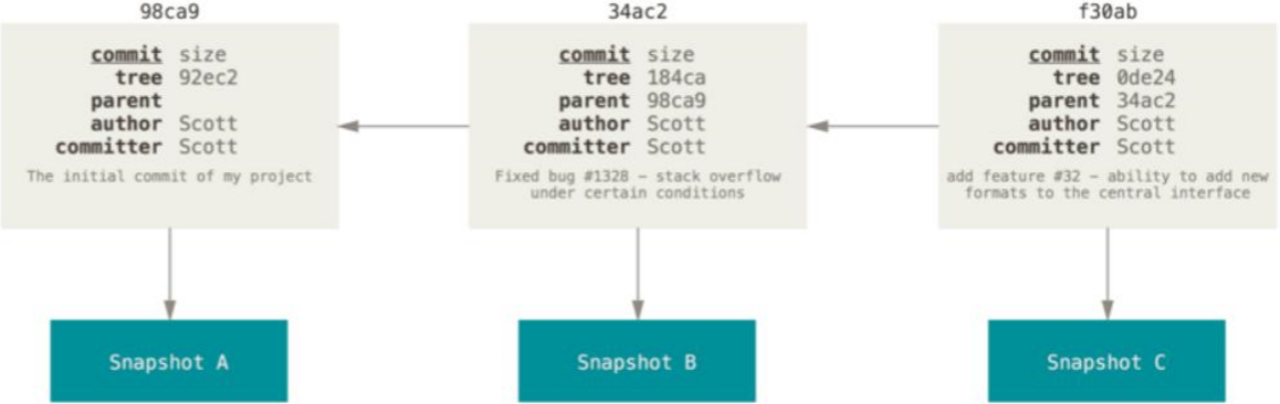 98ca9
commit size
tree 92ec2
parent
author Scott
committer Scott
The initial commit of my project
Snapshot A
34ac2
commit size
tree 184ca
parent 98ca9
author Scott
committer Scott
Fixed bug #1328 – stack overflow
under certain conditions
Snapshot B
f30ab
commit size
tree 0de24
parent 34ac2
author Scott
committer Scott
add feature #32 – ability to add new
formats to the central interface
Snapshot C